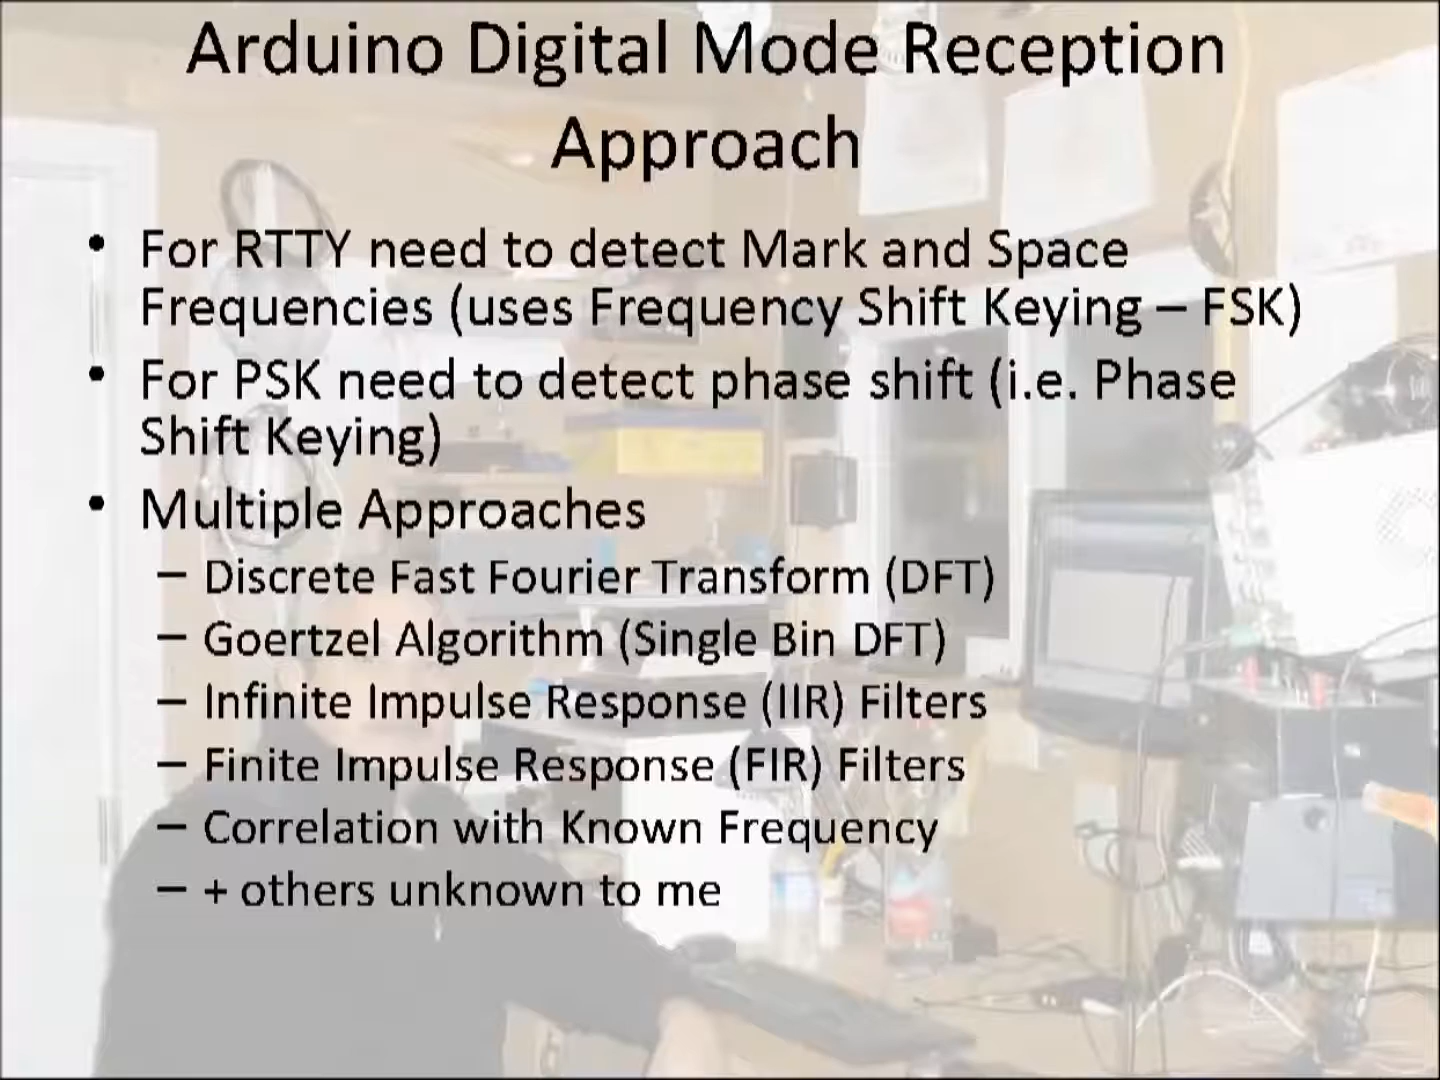 Arduino Digital Mode Reception
Approach
• For RTTY need to detect Mark and Space
Frequencies (uses Frequency Shift Keying – FSK)
• For PSK need to detect phase shift (i.e. Phase
Shift Keying)
• Multiple Approaches
– Discrete Fast Fourier Transform (DFT)
– Goertzel Algorithm (Single Bin DFT)
– Infinite Impulse Response (IIR) Filters
– Finite Impulse Response (FIR) Filters
– Correlation with Known Frequency
– + others unknown to me